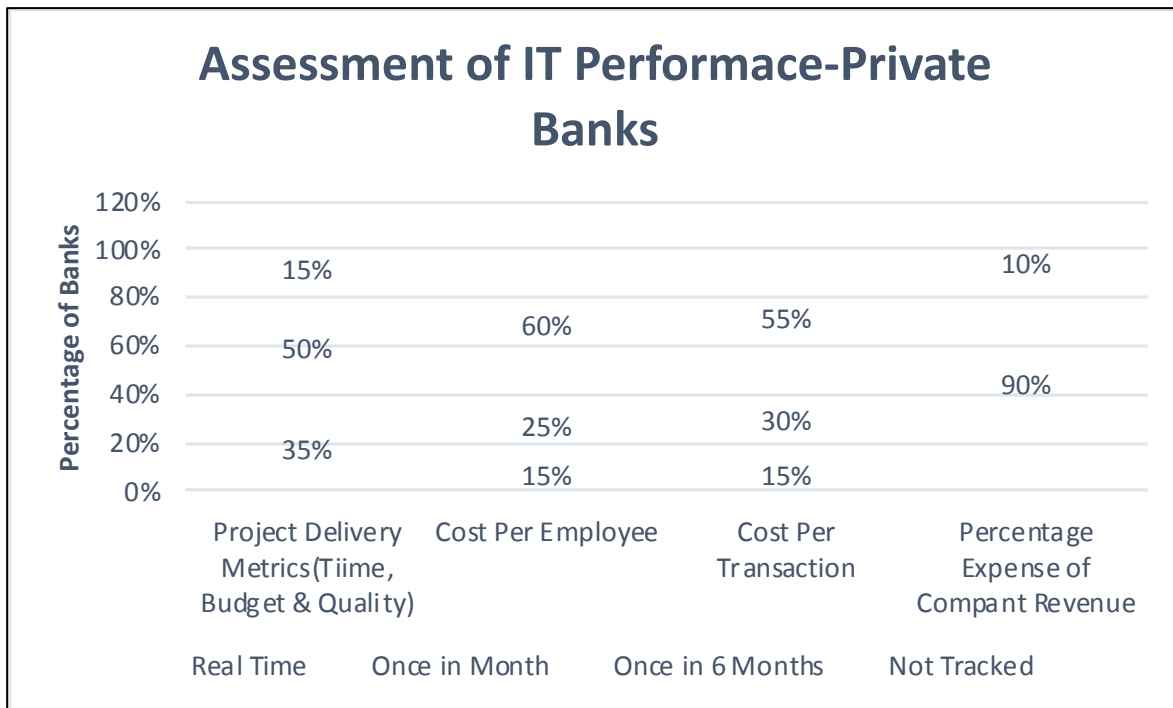 Assessment of IT Performace-Private
Banks
Percentage of Banks
120%
100%
80%
60%
40%
20%
0%
15%
50%
35%
60%
25%
15%
55%
30%
15%
10%
90%
Project Delivery
Metrics(Tiime,
Budget & Quality)
Cost Per Employee
Cost Per
Transaction
Percentage
Expense of
Compant Revenue
Real Time
Once in Month
Once in 6 Months
Not Tracked